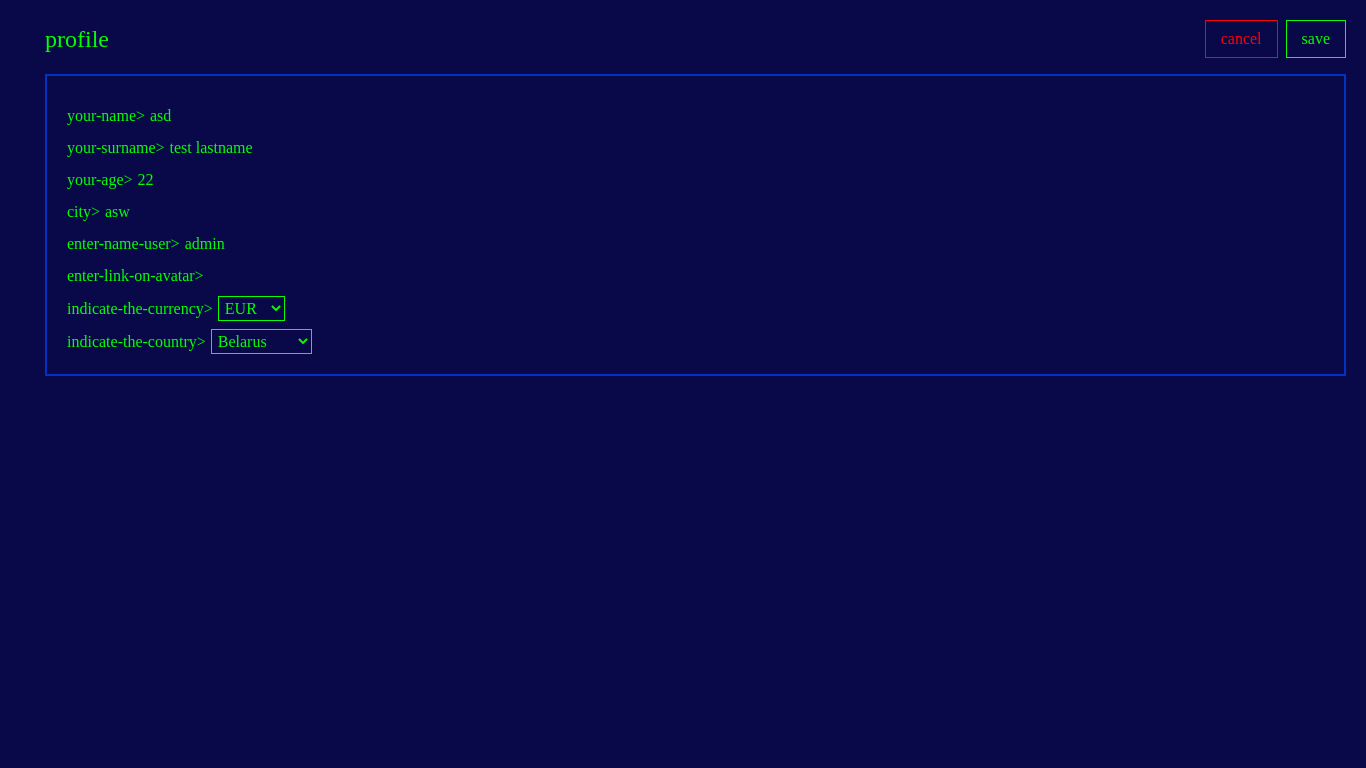 profile
cancel
save
your-name> asd
your-surname> test lastname
your-age> 22
city> asw
enter-name-user> admin
enter-link-on-avatar>
indicate-the-currency> EUR
indicate-the-country> Belarus